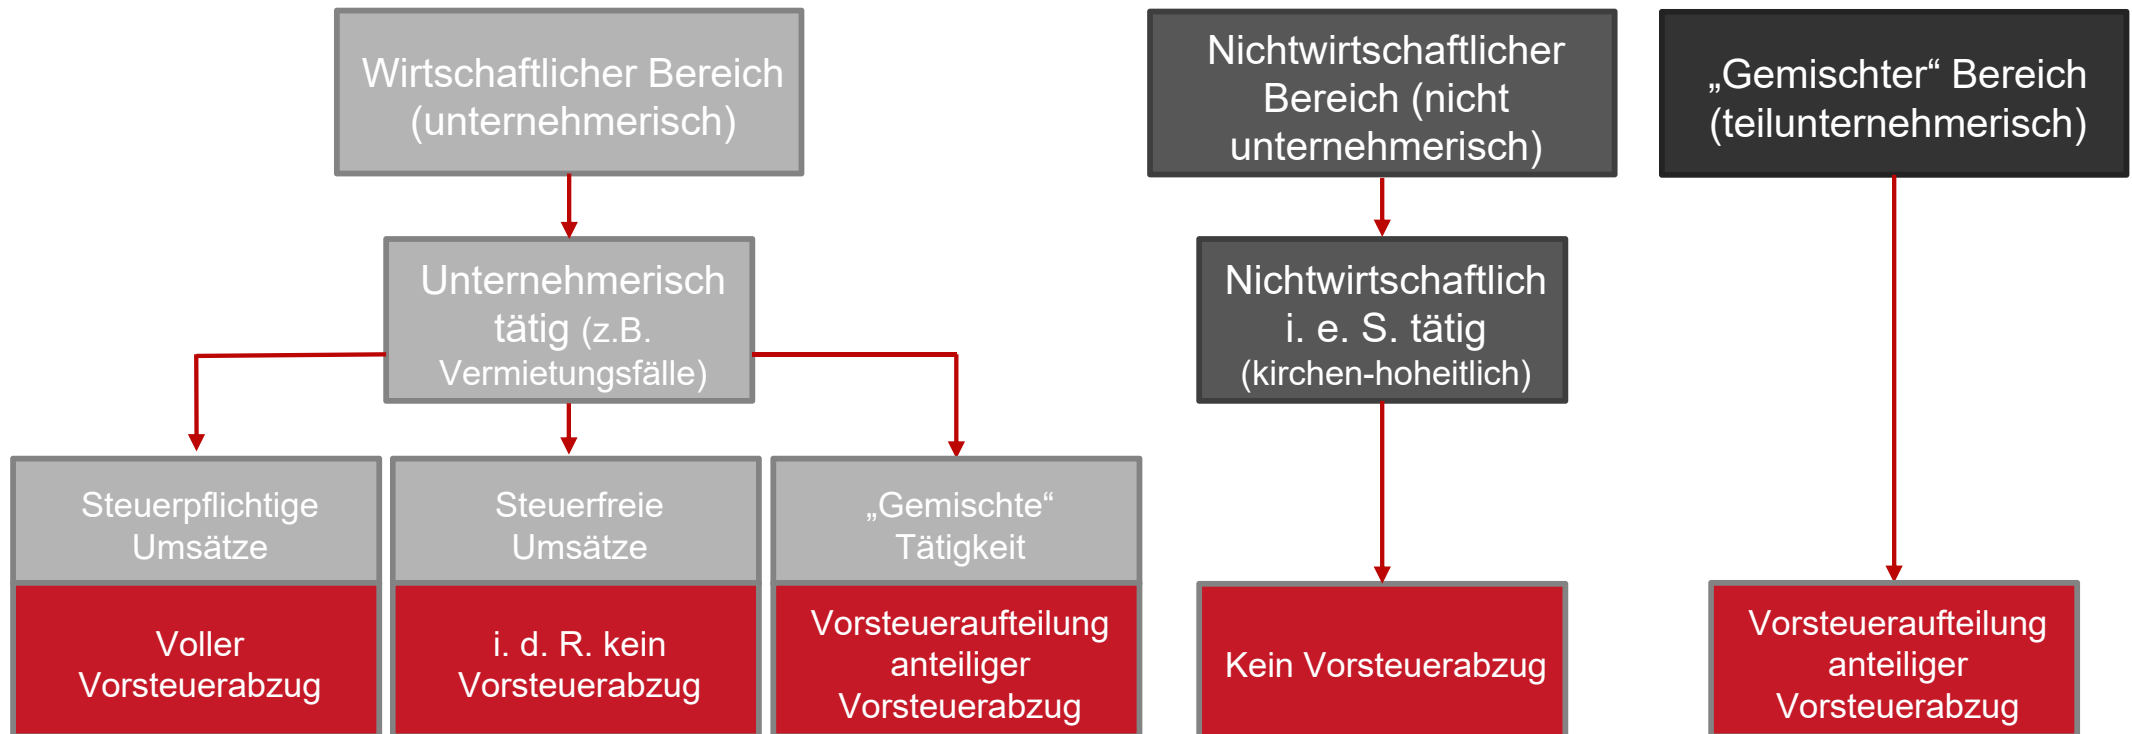 Wirtschaftlicher Bereich
(unternehmerisch)
Nichtwirtschaftlicher
Bereich (nicht
unternehmerisch)
„Gemischter“ Bereich
(teilunternehmerisch)
Unternehmerisch
tätig (z.B.
Vermietungsfälle)
Nichtwirtschaftlich
i. e. S. tätig
(kirchen-hoheitlich)
Steuerpflichtige
Umsätze
Steuerfreie
Umsätze
„Gemischte“
Tätigkeit
Voller
Vorsteuerabzug
i. d. R. kein
Vorsteuerabzug
Vorsteueraufteilung
anteiliger
Vorsteuerabzug
Kein Vorsteuerabzug
Vorsteueraufteilung
anteiliger
Vorsteuerabzug